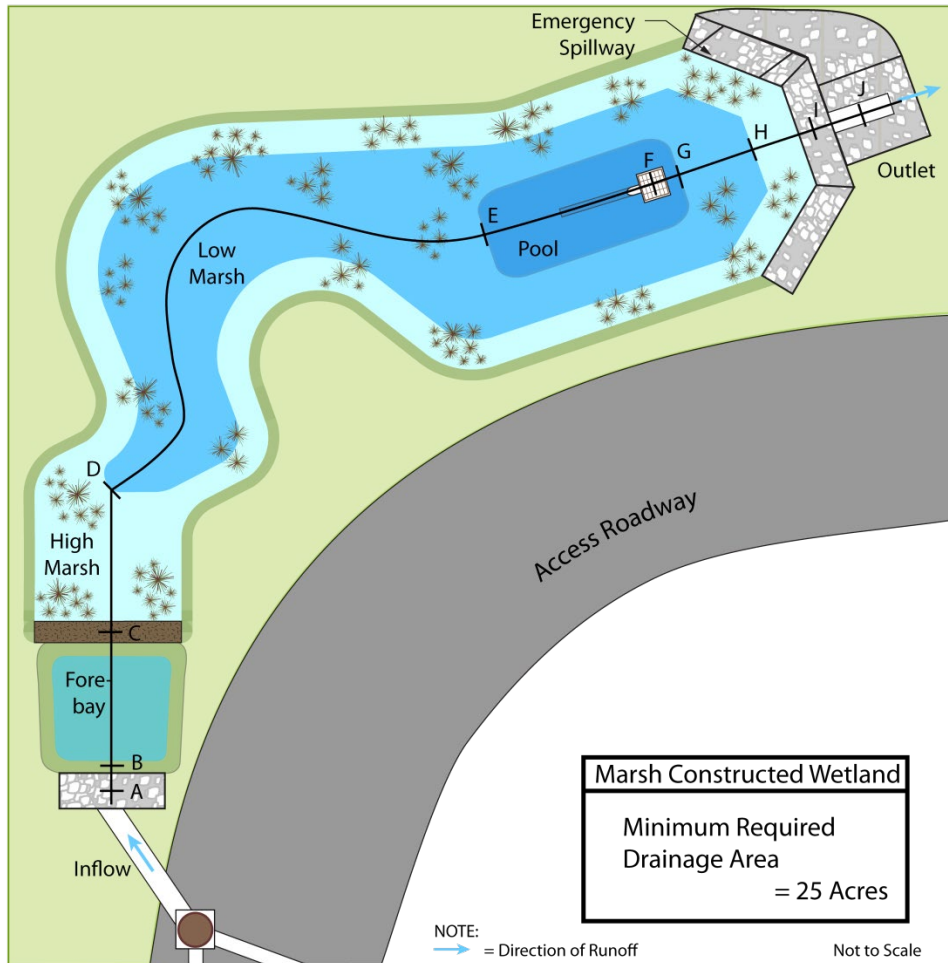 Emergency
Spillway
J
I
H
Outlet
G
F
E
Pool
Low
Marsh
D
High
Marsh
C
Fore-
bay
B
A
Inflow
Access Roadway
Marsh Constructed Wetland
Minimum Required
Drainage Area
= 25 Acres
NOTE:
= Direction of Runoff
Not to Scale